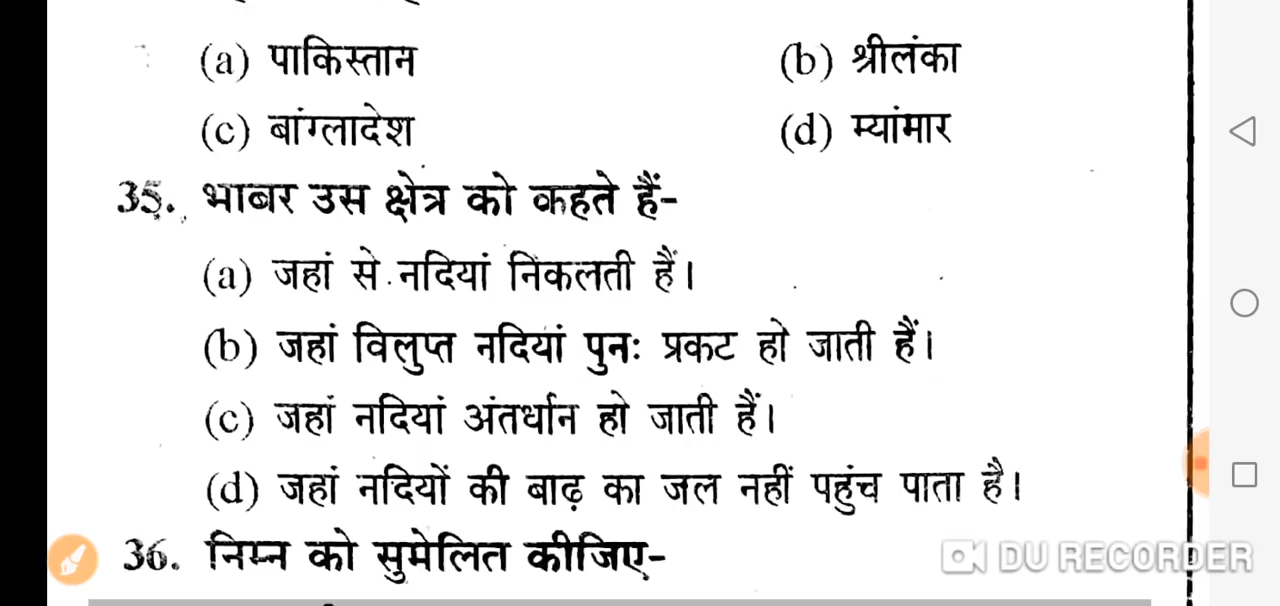 (a) पाकिस्तान (b) श्रीलंका
(c) बांग्लादेश (d) म्यांमार
35. भाबर उस क्षेत्र को कहते हैं-
(a) जहां से नदियां निकलती हैं।
(b) जहां विलुप्त नदियां पुनः प्रकट हो जाती हैं।
(c) जहां नदियां अंतर्धान हो जाती हैं।
(d) जहां नदियों की बाढ़ का जल नहीं पहुंच पाता है।
36. निम्न को सुमेलित कीजिए-
DU RECORDER